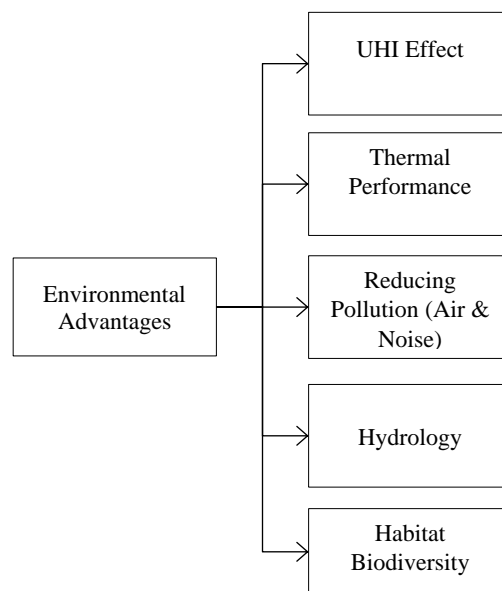 UHI Effect
Thermal
Performance
Environmental
Advantages
Reducing
Pollution (Air &
Noise)
Hydrology
Habitat
Biodiversity